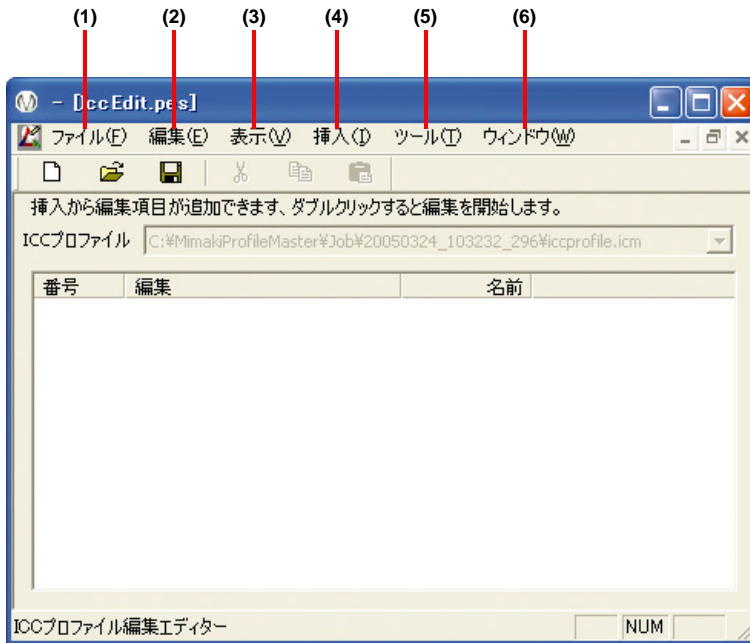 (1) (2) (3) (4) (5) (6)
- [IccEdit.pes]
ファイル(F) 編集(E) 表示(V) 挿入(I) ツール(T) ウィンドウ(W)
挿入から編集項目が追加できます、ダブルクリックすると編集を開始します。
ICCプロファイル C:¥MimakiProfileMaster¥Job¥20050324_103232_296¥iccprofile.icm
番号 編集 名前
ICCプロファイル編集エディター NUM